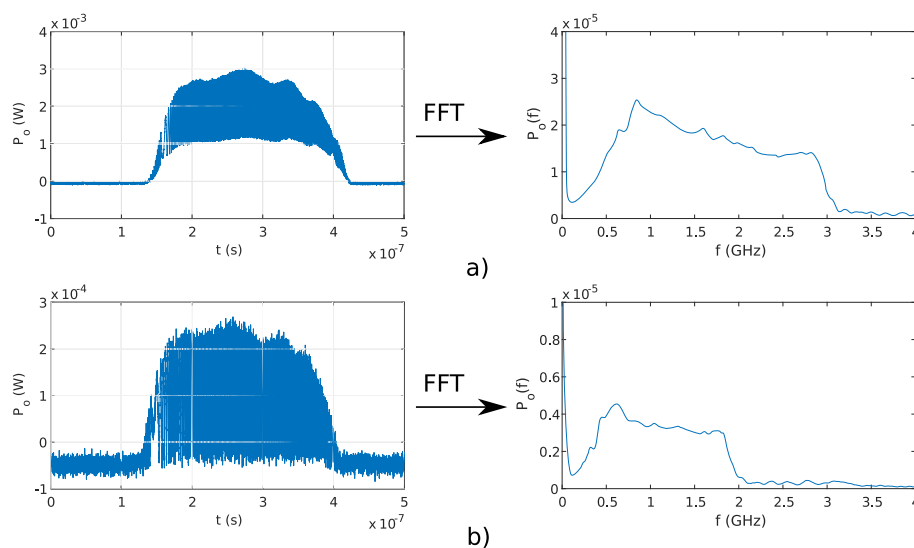 × 10⁻³
4
3
2
1
0
-1
P_o (W)
0 1 2 3 4 5
t (s)
× 10⁻⁷
FFT
× 10⁻⁵
4
3
2
1
0
P_o(f)
0 0.5 1 1.5 2 2.5 3 3.5 4
f (GHz)
a)
× 10⁻⁴
3
2
1
0
-1
P_o (W)
0 1 2 3 4 5
t (s)
× 10⁻⁷
FFT
× 10⁻⁵
1
0.8
0.6
0.4
0.2
0
P_o(f)
0 0.5 1 1.5 2 2.5 3 3.5 4
f (GHz)
b)